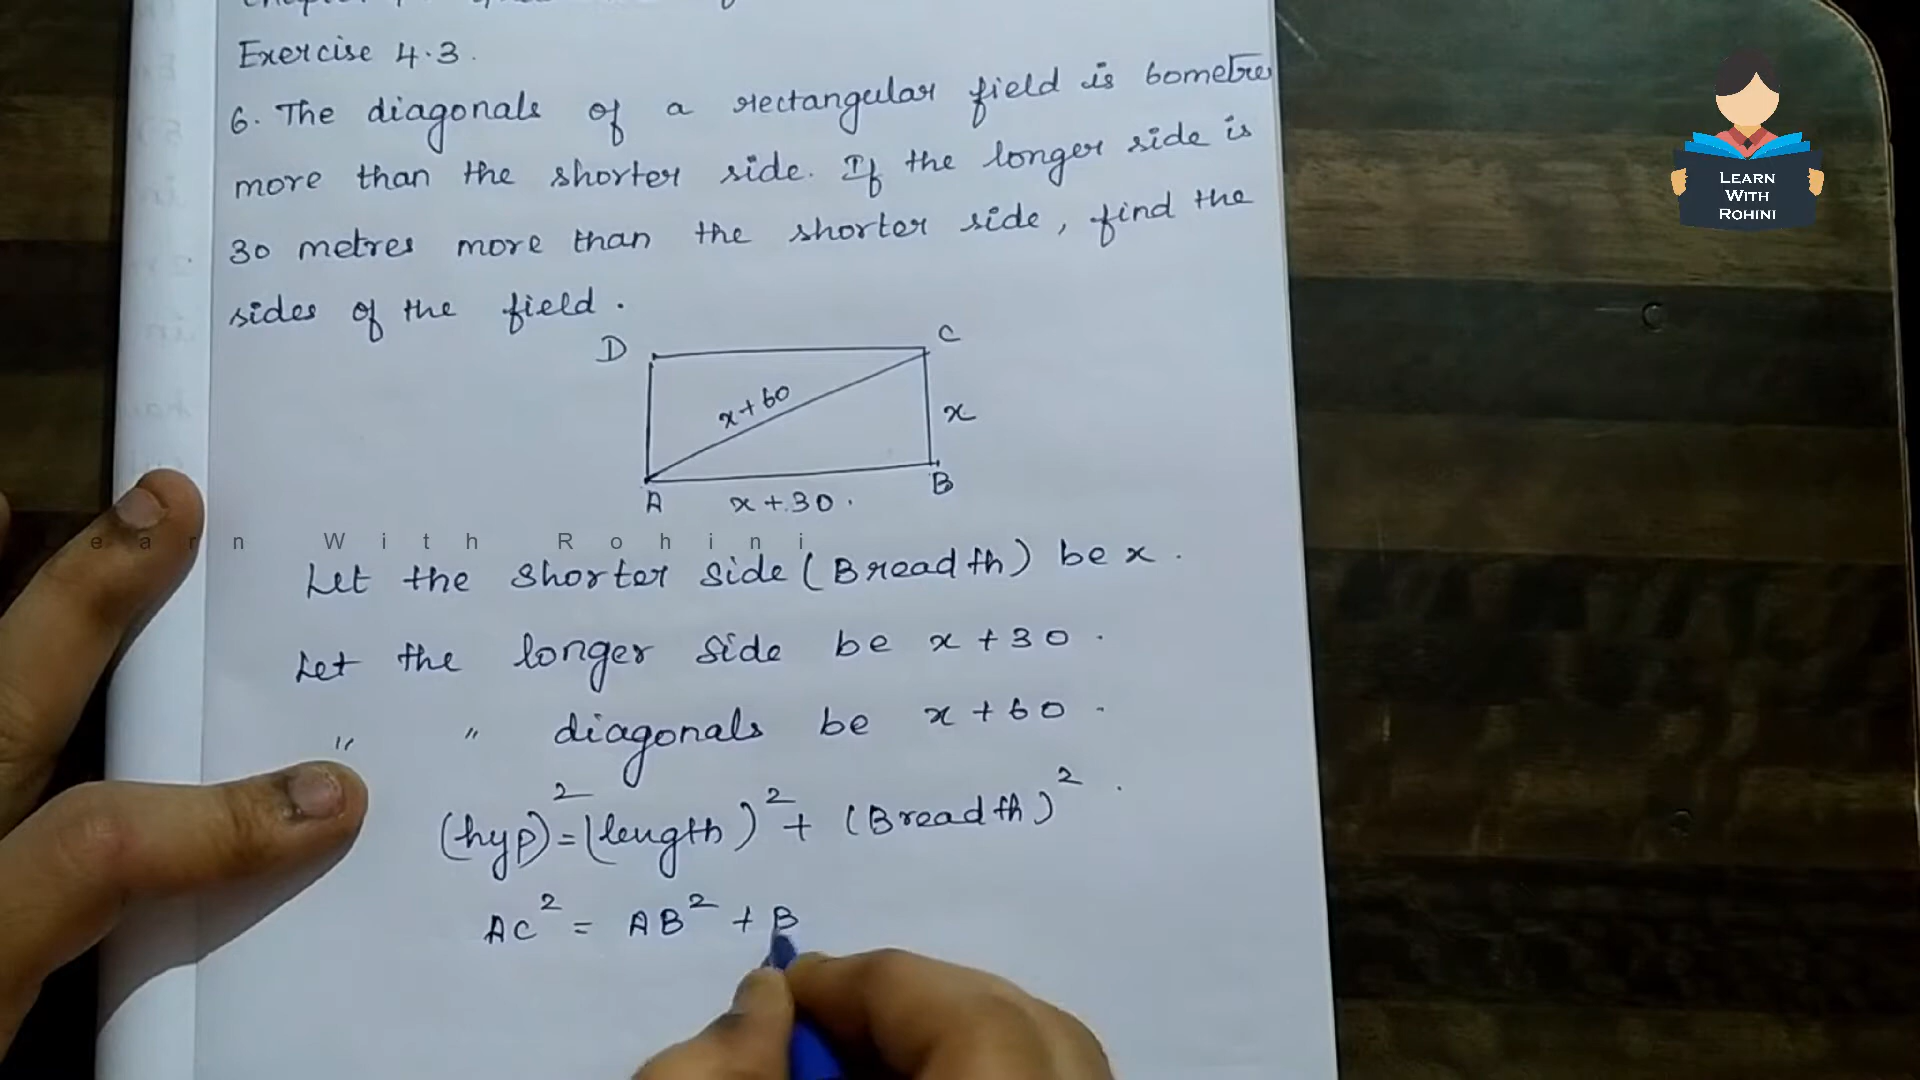 Exercise 4.3.
6. The diagonals of a rectangular field is 60metre
more than the shorter side. If the longer side is
30 metres more than the shorter side, find the
sides of the field.
D
C
x+60
x
A
B
x+30.
Learn With Rohini
Let the shorter side (Breadth) be x.
Let the longer side be x+30.
" " diagonals be x+60.
(hyp)² = (length)² + (Breadth)².
AC² = AB² + B
LEARN
WITH
ROHINI